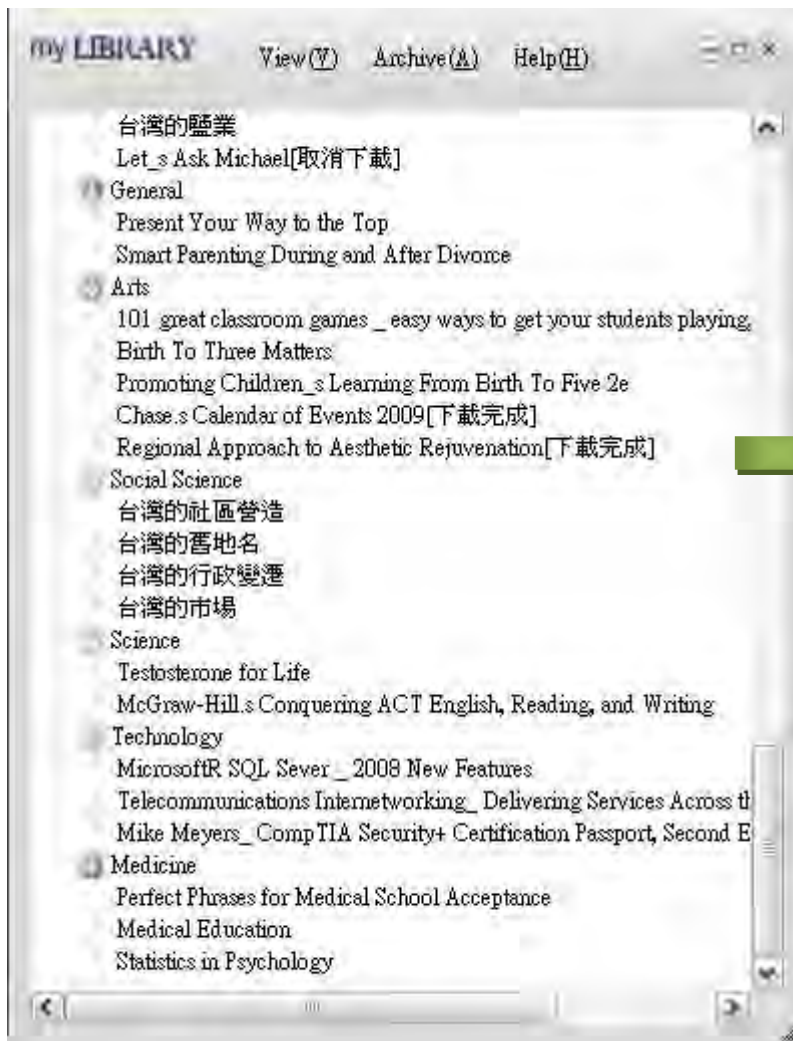 my LIBRARY View(V) Archive(A) Help(H)
台灣的鹽業
Let_s Ask Michael[取消下載]
General
Present Your Way to the Top
Smart Parenting During and After Divorce
Arts
101 great classroom games _ easy ways to get your students playing,
Birth To Three Matters
Promoting Children_s Learning From Birth To Five 2e
Chase.s Calendar of Events 2009[下載完成]
Regional Approach to Aesthetic Rejuvenation[下載完成]
Social Science
台灣的社區營造
台灣的舊地名
台灣的行政變遷
台灣的市場
Science
Testosterone for Life
McGraw-Hill.s Conquering ACT English, Reading, and Writing
Technology
MicrosoftR SQL Sever _ 2008 New Features
Telecommunications Internetworking_ Delivering Services Across th
Mike Meyers_ CompTIA Security+ Certification Passport, Second E
Medicine
Perfect Phrases for Medical School Acceptance
Medical Education
Statistics in Psychology